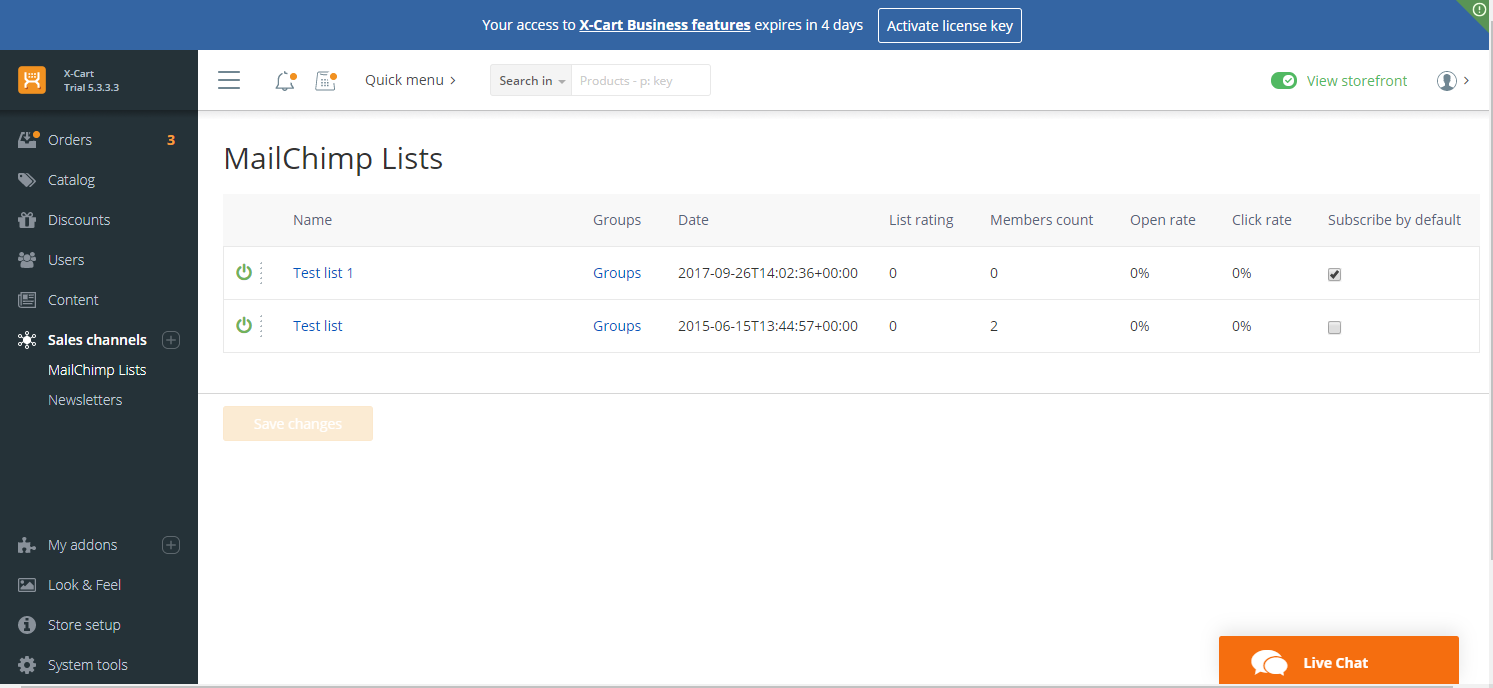 Your access to X-Cart Business features expires in 4 days Activate license key
X-Cart
Trial 5.3.3.3
Quick menu
Search in
Products - p: key
View storefront
Orders 3
Catalog
Discounts
Users
Content
Sales channels
MailChimp Lists
Newsletters
My addons
Look & Feel
Store setup
System tools
MailChimp Lists
Name Groups Date List rating Members count Open rate Click rate Subscribe by default
Test list 1 Groups 2017-09-26T14:02:36+00:00 0 0 0% 0%
Test list Groups 2015-06-15T13:44:57+00:00 0 2 0% 0%
Save changes
Live Chat